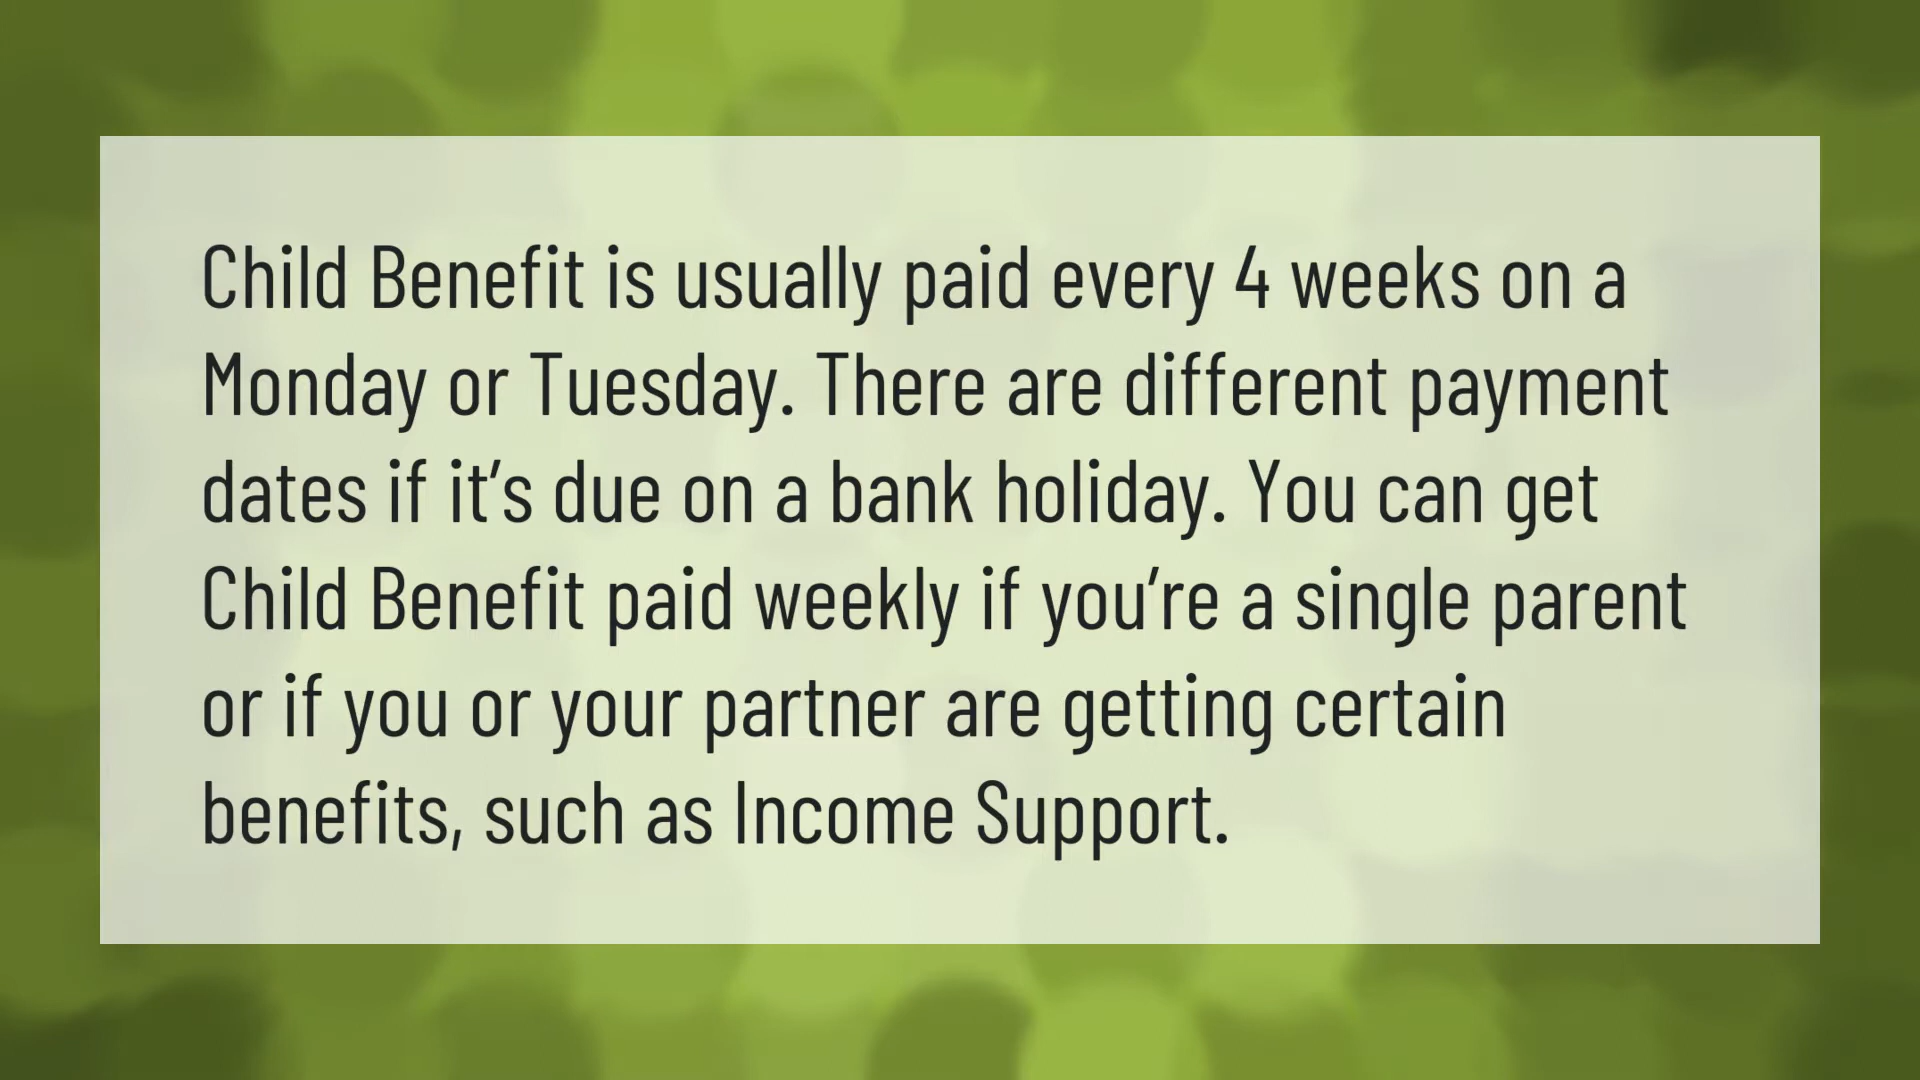 Child Benefit is usually paid every 4 weeks on a
Monday or Tuesday. There are different payment
dates if it’s due on a bank holiday. You can get
Child Benefit paid weekly if you’re a single parent
or if you or your partner are getting certain
benefits, such as Income Support.